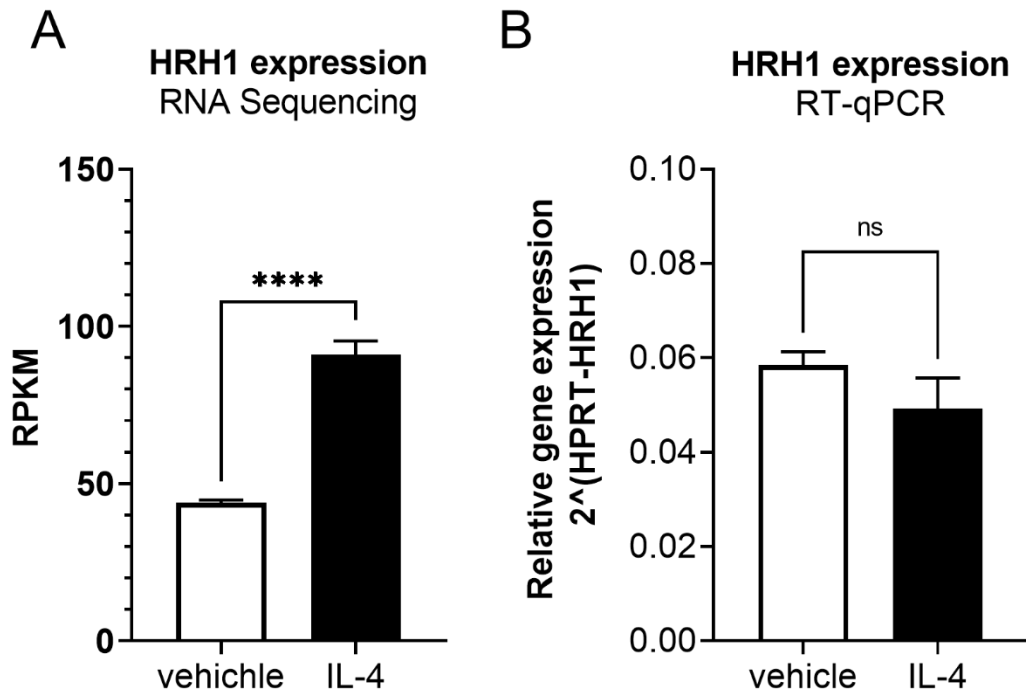 A
HRH1 expression
RNA Sequencing
RPKM
150
100
50
0
****
vehichle
IL-4
B
HRH1 expression
RT-qPCR
Relative gene expression
2^(HPRT-HRH1)
0.10
0.08
0.06
0.04
0.02
0.00
ns
vehicle
IL-4